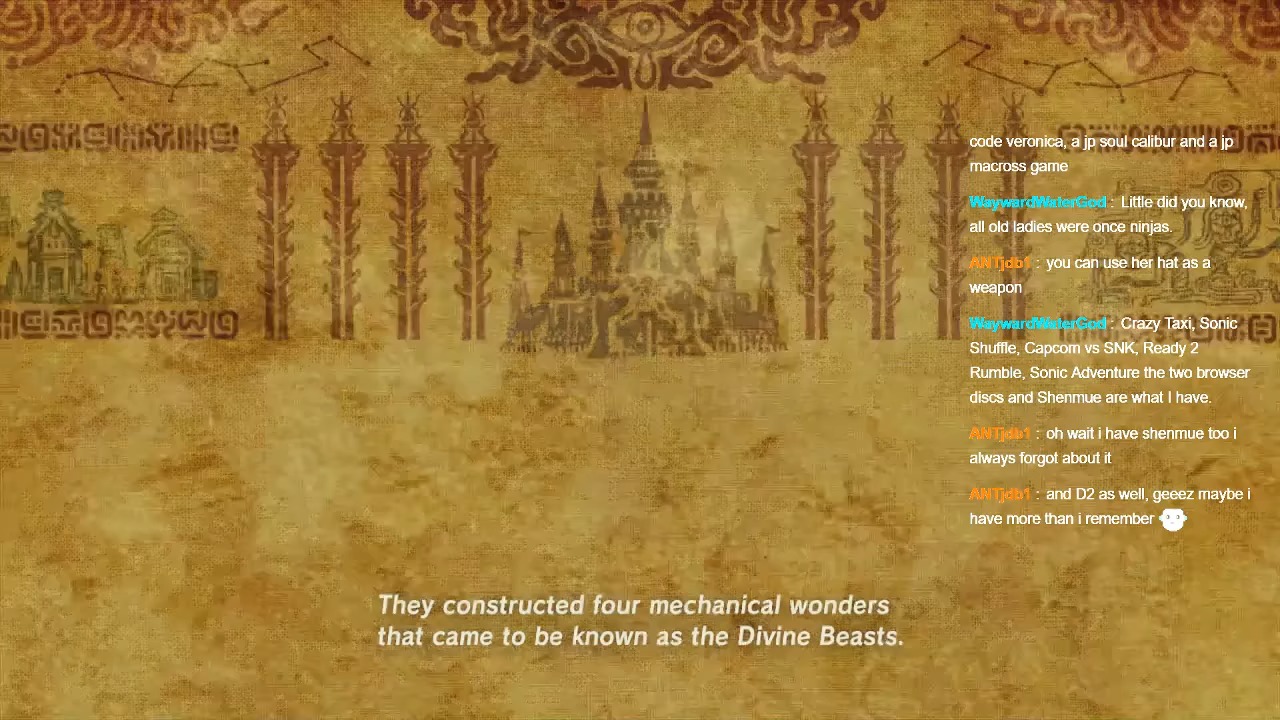 code veronica, a jp soul calibur and a jp
macross game
WaywardWaterGod : Little did you know,
all old ladies were once ninjas.
ANTjdb1 : you can use her hat as a
weapon
WaywardWaterGod : Crazy Taxi, Sonic
Shuffle, Capcom vs SNK, Ready 2
Rumble, Sonic Adventure the two browser
discs and Shenmue are what I have.
ANTjdb1 : oh wait i have shenmue too i
always forgot about it
ANTjdb1 : and D2 as well, geeez maybe i
have more than i remember
They constructed four mechanical wonders
that came to be known as the Divine Beasts.